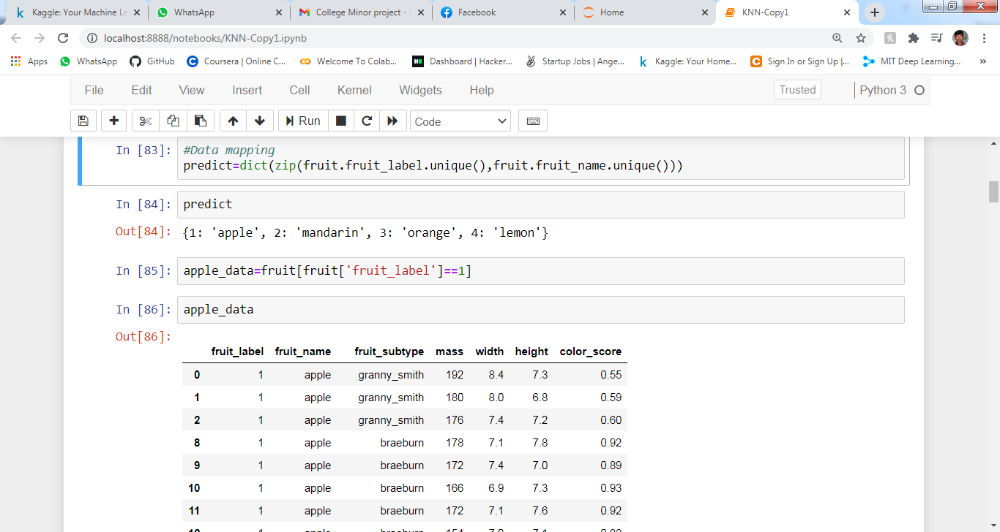 Kaggle: Your Machine Le
WhatsApp
College Minor project - s
Facebook
Home
KNN-Copy1
localhost:8888/notebooks/KNN-Copy1.ipynb
Apps WhatsApp GitHub Coursera | Online C... Welcome To Colab... Dashboard | Hacker... Startup Jobs | Ange... Kaggle: Your Home... Sign In or Sign Up |... MIT Deep Learning... »
File Edit View Insert Cell Kernel Widgets Help Trusted Python 3
Run Code
In [83]: #Data mapping
predict=dict(zip(fruit.fruit_label.unique(),fruit.fruit_name.unique()))
In [84]: predict
Out[84]: {1: 'apple', 2: 'mandarin', 3: 'orange', 4: 'lemon'}
In [85]: apple_data=fruit[fruit['fruit_label']==1]
In [86]: apple_data
Out[86]:
fruit_label fruit_name fruit_subtype mass width height color_score
0 1 apple granny_smith 192 8.4 7.3 0.55
1 1 apple granny_smith 180 8.0 6.8 0.59
2 1 apple granny_smith 176 7.4 7.2 0.60
8 1 apple braeburn 178 7.1 7.8 0.92
9 1 apple braeburn 172 7.4 7.0 0.89
10 1 apple braeburn 166 6.9 7.3 0.93
11 1 apple braeburn 172 7.1 7.6 0.92